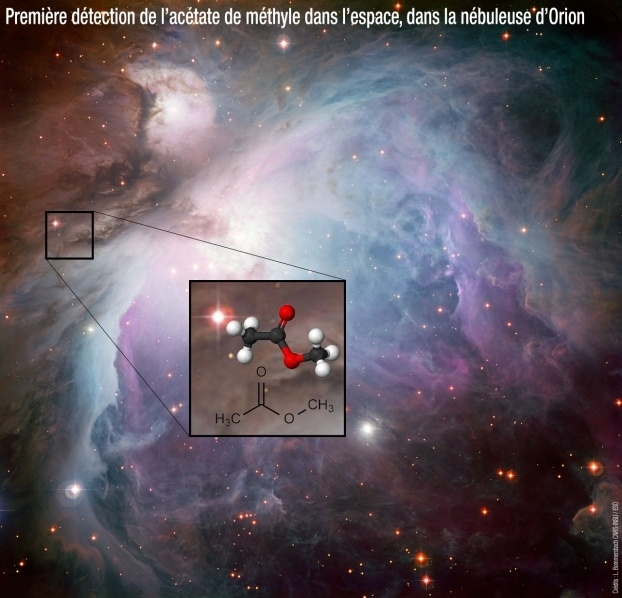 Première détection de l'acétate de méthyle dans l'espace, dans la nébuleuse d'Orion
O
H₃C
O
CH₃